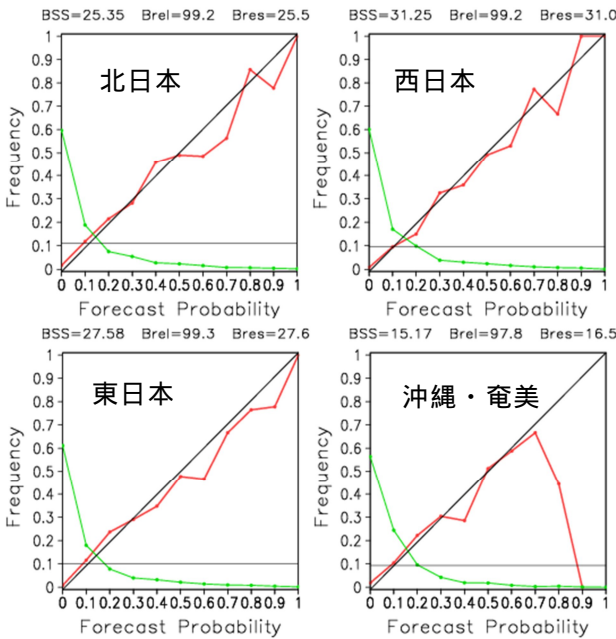 BSS=25.35 Brel=99.2 Bres=25.5
北日本
Frequency
1
0.9
0.8
0.7
0.6
0.5
0.4
0.3
0.2
0.1
0
0 0.1 0.2 0.3 0.4 0.5 0.6 0.7 0.8 0.9 1
Forecast Probability
BSS=31.25 Brel=99.2 Bres=31.0
西日本
Frequency
1
0.9
0.8
0.7
0.6
0.5
0.4
0.3
0.2
0.1
0
0 0.1 0.2 0.3 0.4 0.5 0.6 0.7 0.8 0.9 1
Forecast Probability
BSS=27.58 Brel=99.3 Bres=27.6
東日本
Frequency
1
0.9
0.8
0.7
0.6
0.5
0.4
0.3
0.2
0.1
0
0 0.1 0.2 0.3 0.4 0.5 0.6 0.7 0.8 0.9 1
Forecast Probability
BSS=15.17 Brel=97.8 Bres=16.5
沖縄・奄美
Frequency
1
0.9
0.8
0.7
0.6
0.5
0.4
0.3
0.2
0.1
0
0 0.1 0.2 0.3 0.4 0.5 0.6 0.7 0.8 0.9 1
Forecast Probability